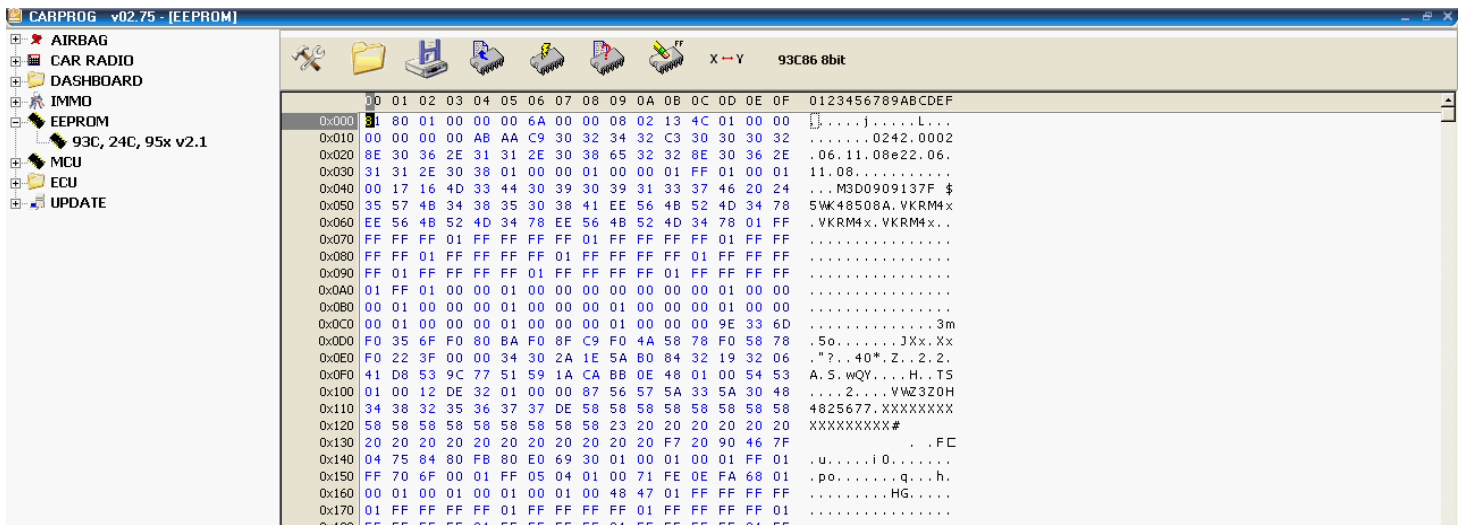 CARPROG v02.75 - [EEPROM]
AIRBAG
CAR RADIO
DASHBOARD
IMMO
EEPROM
93C, 24C, 95x v2.1
MCU
ECU
UPDATE
FF
X ↔ Y
93C86 8bit
00 01 02 03 04 05 06 07 08 09 0A 0B 0C 0D 0E 0F 0123456789ABCDEF
0x000 81 80 01 00 00 00 6A 00 00 08 02 13 4C 01 00 00 ......j.....L...
0x010 00 00 00 00 AB AA C9 30 32 34 32 C3 30 30 30 32 .......0242.0002
0x020 8E 30 36 2E 31 31 2E 30 38 65 32 32 8E 30 36 2E .06.11.08e22.06.
0x030 31 31 2E 30 38 01 00 00 01 00 00 01 FF 01 00 01 11.08...........
0x040 00 17 16 4D 33 44 30 39 30 39 31 33 37 46 20 24 ...M3D0909137F $
0x050 35 57 4B 34 38 35 30 38 41 EE 56 4B 52 4D 34 78 5WK48508A.VKRM4x
0x060 EE 56 4B 52 4D 34 78 EE 56 4B 52 4D 34 78 01 FF .VKRM4x.VKRM4x..
0x070 FF FF FF 01 FF FF FF FF 01 FF FF FF FF 01 FF FF ................
0x080 FF FF 01 FF FF FF FF 01 FF FF FF FF 01 FF FF FF ................
0x090 FF 01 FF FF FF FF 01 FF FF FF FF 01 FF FF FF FF ................
0x0A0 01 FF 01 00 00 01 00 00 00 00 00 00 00 01 00 00 ................
0x0B0 00 01 00 00 00 01 00 00 00 01 00 00 00 01 00 00 ................
0x0C0 00 01 00 00 00 01 00 00 00 01 00 00 00 9E 33 6D ..............3m
0x0D0 F0 35 6F F0 80 BA F0 8F C9 F0 4A 58 78 F0 58 78 .5o.......JXx.Xx
0x0E0 F0 22 3F 00 00 34 30 2A 1E 5A B0 84 32 19 32 06 ."?..40*.Z..2.2.
0x0F0 41 D8 53 9C 77 51 59 1A CA BB 0E 48 01 00 54 53 A.S.wQY....H..TS
0x100 01 00 12 DE 32 01 00 00 87 56 57 5A 33 5A 30 48 ....2....VWZ3Z0H
0x110 34 38 32 35 36 37 37 DE 58 58 58 58 58 58 58 58 4825677.XXXXXXXX
0x120 58 58 58 58 58 58 58 58 58 23 20 20 20 20 20 20 XXXXXXXXX#
0x130 20 20 20 20 20 20 20 20 20 20 20 F7 20 90 46 7F . .F
0x140 04 75 84 80 FB 80 E0 69 30 01 00 01 00 01 FF 01 .u.....i0.......
0x150 FF 70 6F 00 01 FF 05 04 01 00 71 FE 0E FA 68 01 .po.......q...h.
0x160 00 01 00 01 00 01 00 01 00 48 47 01 FF FF FF FF .........HG.....
0x170 01 FF FF FF FF 01 FF FF FF FF 01 FF FF FF FF 01 ................